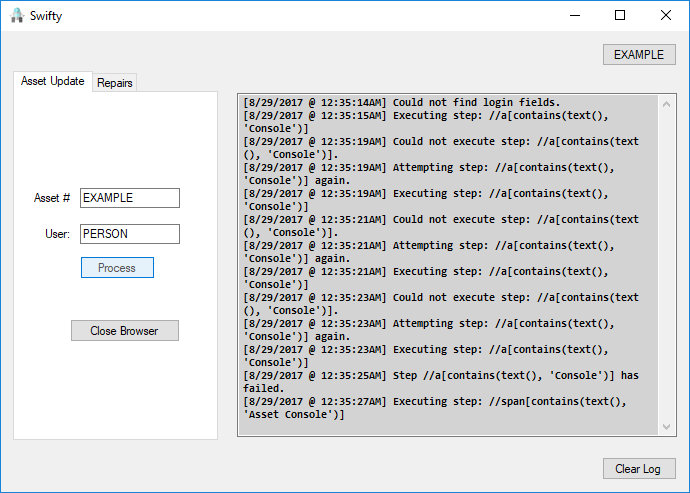 Swifty
EXAMPLE
Asset Update
Repairs
Asset #
EXAMPLE
User:
PERSON
Process
Close Browser
[8/29/2017 @ 12:35:14AM] Could not find login fields.
[8/29/2017 @ 12:35:15AM] Executing step: //a[contains(text(),
'Console')]
[8/29/2017 @ 12:35:19AM] Could not execute step: //a[contains(text
(), 'Console')].
[8/29/2017 @ 12:35:19AM] Attempting step: //a[contains(text(),
'Console')] again.
[8/29/2017 @ 12:35:19AM] Executing step: //a[contains(text(),
'Console')]
[8/29/2017 @ 12:35:21AM] Could not execute step: //a[contains(text
(), 'Console')].
[8/29/2017 @ 12:35:21AM] Attempting step: //a[contains(text(),
'Console')] again.
[8/29/2017 @ 12:35:21AM] Executing step: //a[contains(text(),
'Console')]
[8/29/2017 @ 12:35:23AM] Could not execute step: //a[contains(text
(), 'Console')].
[8/29/2017 @ 12:35:23AM] Attempting step: //a[contains(text(),
'Console')] again.
[8/29/2017 @ 12:35:23AM] Executing step: //a[contains(text(),
'Console')]
[8/29/2017 @ 12:35:25AM] Step //a[contains(text(), 'Console')] has
failed.
[8/29/2017 @ 12:35:27AM] Executing step: //span[contains(text(),
'Asset Console')]
Clear Log